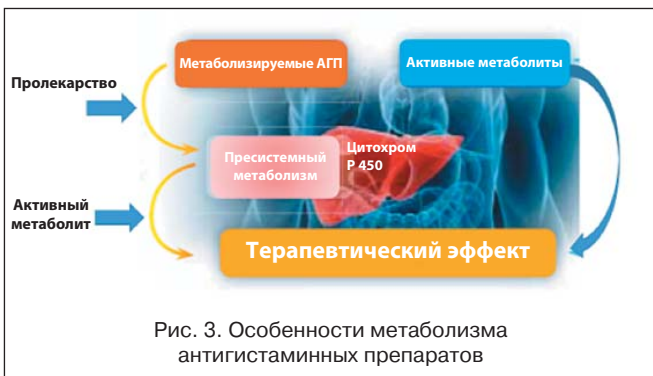 Метаболизируемые АГП
Активные метаболиты
Пролекарство
Пресистемный
метаболизм
Цитохром
P 450
Активный
метаболит
Терапевтический эффект
Рис. 3. Особенности метаболизма
антигистаминных препаратов